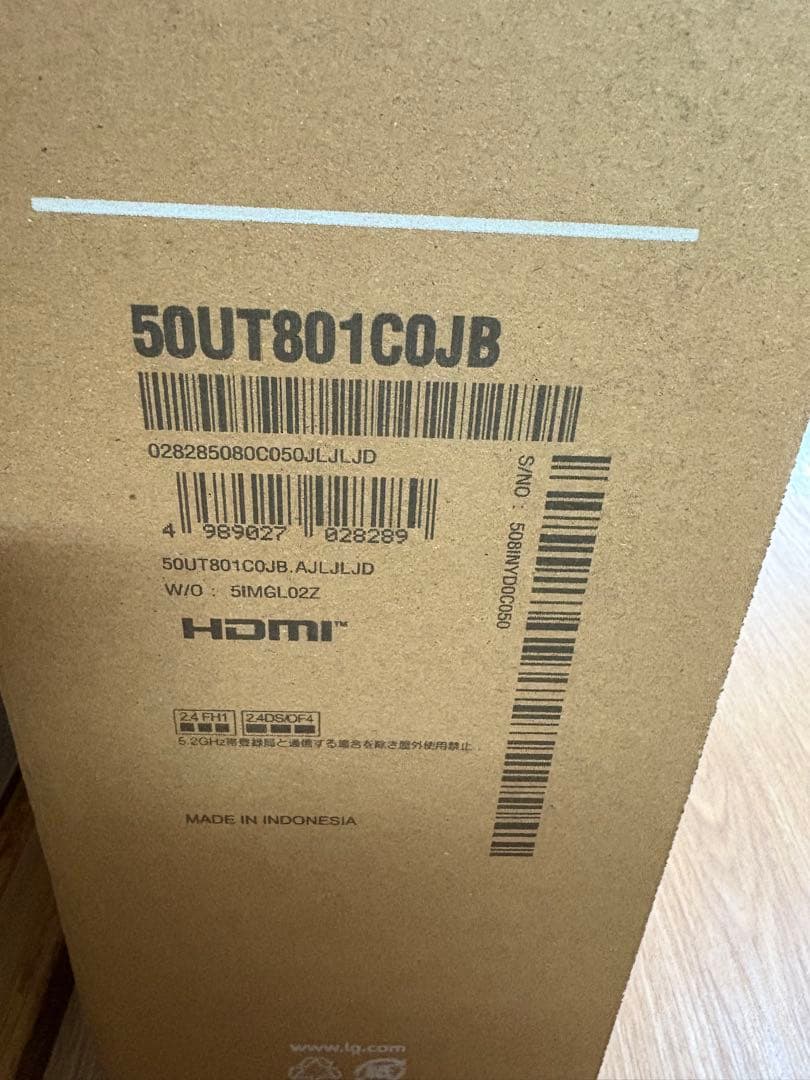 50UT801C0JB
028285080C050JLJLJD
S/NO : 508INYD0C050
4 989027 028289
50UT801C0JB.AJLJLJD
W/O : 5IMGL02Z
HDMI™
2.4 FH1 2.4DS/OF4
5.2GHz帯登録局と通信する場合を除き屋外使用禁止
MADE IN INDONESIA
www.lg.com